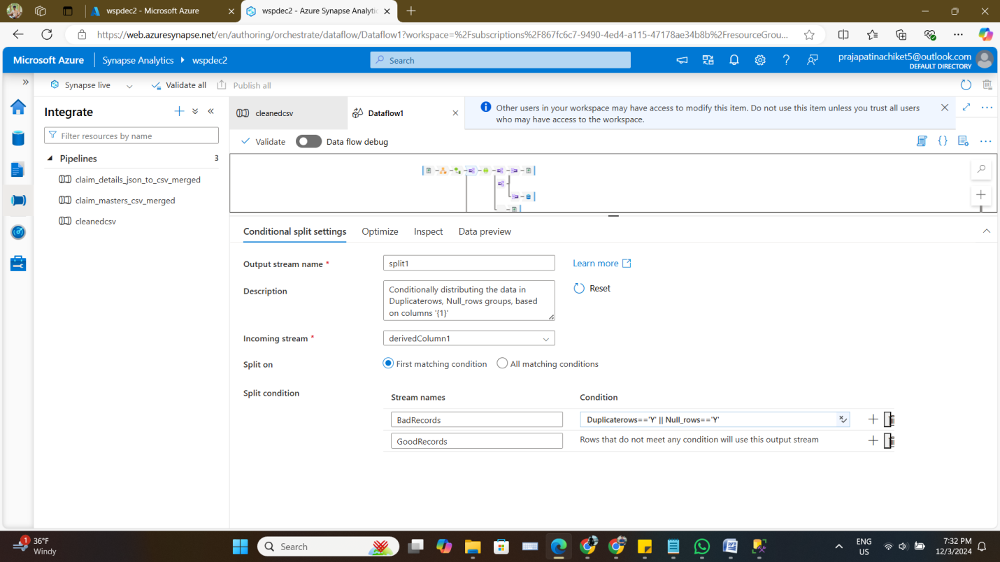 wspdec2 - Microsoft Azure
wspdec2 - Azure Synapse Analytic
https://web.azuresynapse.net/en/authoring/orchestrate/dataflow/Dataflow1?workspace=%2Fsubscriptions%2F867fc6c7-9490-4ed4-a115-47178ae34b8b%2FresourceGrou...
Microsoft Azure
Synapse Analytics
wspdec2
Search
prajapatinachiket5@outlook.com
DEFAULT DIRECTORY
Synapse live
Validate all
Publish all
Integrate
Filter resources by name
Pipelines
3
claim_details_json_to_csv_merged
claim_masters_csv_merged
cleanedcsv
cleanedcsv
Dataflow1
Other users in your workspace may have access to modify this item. Do not use this item unless you trust all users
who may have access to the workspace.
Validate
Data flow debug
Conditional split settings
Optimize
Inspect
Data preview
Output stream name *
split1
Learn more
Description
Conditionally distributing the data in
Duplicaterows, Null_rows groups, based
on columns '{1}'
Reset
Incoming stream *
derivedColumn1
Split on
First matching condition
All matching conditions
Split condition
Stream names
Condition
BadRecords
Duplicaterows=='Y' || Null_rows=='Y'
GoodRecords
Rows that do not meet any condition will use this output stream
1
36°F
Windy
Search
ENG
US
7:32 PM
12/3/2024